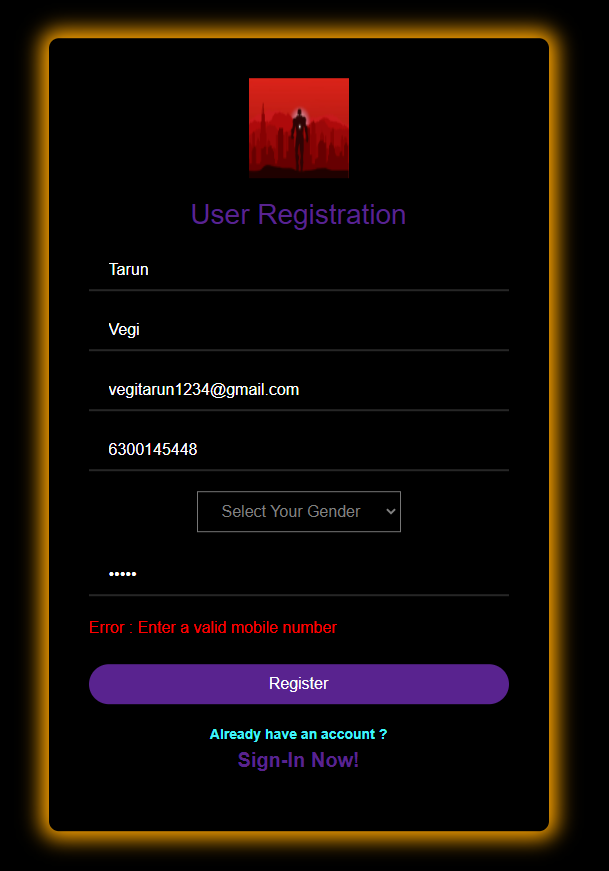 User Registration
Tarun
Vegi
vegitarun1234@gmail.com
6300145448
Select Your Gender
•••••
Error : Enter a valid mobile number
Register
Already have an account ?
Sign-In Now!